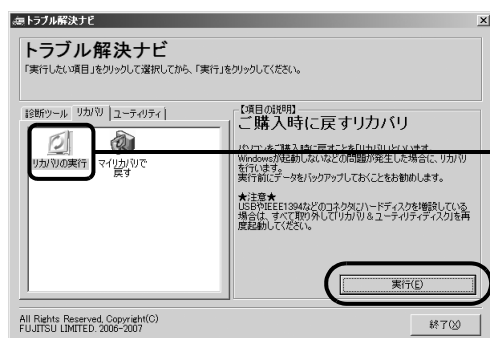 トラブル解決ナビ
トラブル解決ナビ
「実行したい項目」をクリックして選択してから、「実行」をクリックしてください。
診断ツール リカバリ ユーティリティ
リカバリの実行
マイリカバリで
戻す
【項目の説明】
ご購入時に戻すリカバリ
パソコンをご購入時に戻すことを「リカバリ」といいます。
Windowsが起動しないなどの問題が発生した場合に、リカバリ
を行います。
実行前にデータをバックアップしておくことをお勧めします。
★注意★
USBやIEEE1394などのコネクタにハードディスクを増設している
場合は、すべて取り外して「リカバリ&ユーティリティディスク」を再
度起動してください。
実行(E)
All Rights Reserved, Copyright(C)
FUJITSU LIMITED. 2006-2007
終了(X)